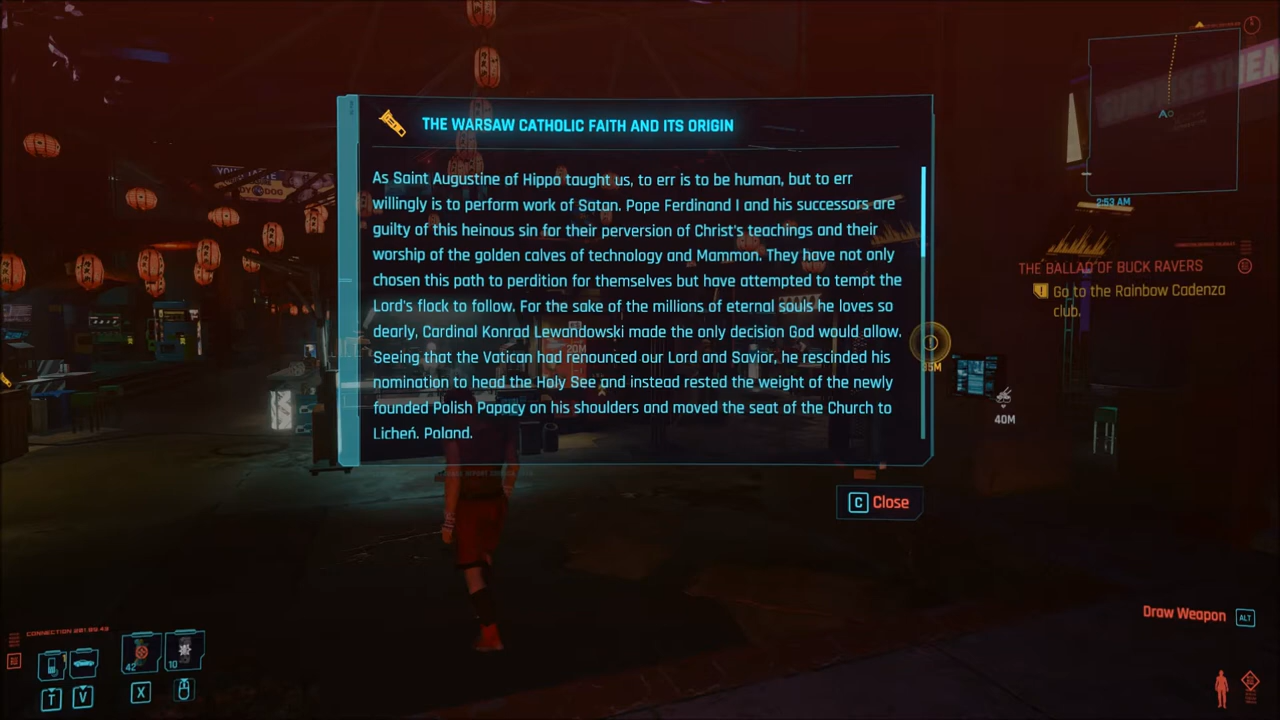 THE WARSAW CATHOLIC FAITH AND ITS ORIGIN
As Saint Augustine of Hippo taught us, to err is to be human, but to err
willingly is to perform work of Satan. Pope Ferdinand I and his successors are
guilty of this heinous sin for their perversion of Christ's teachings and their
worship of the golden calves of technology and Mammon. They have not only
chosen this path to perdition for themselves but have attempted to tempt the
Lord's flock to follow. For the sake of the millions of eternal souls he loves so
dearly, Cardinal Konrad Lewandowski made the only decision God would allow.
Seeing that the Vatican had renounced our Lord and Savior, he rescinded his
nomination to head the Holy See and instead rested the weight of the newly
founded Polish Papacy on his shoulders and moved the seat of the Church to
Licheń, Poland.
C Close
2:53 AM
THE BALLAD OF BUCK RAVERS
Go to the Rainbow Cadenza
club.
20M
35M
40M
Draw Weapon ALT
42
10
T
V
X